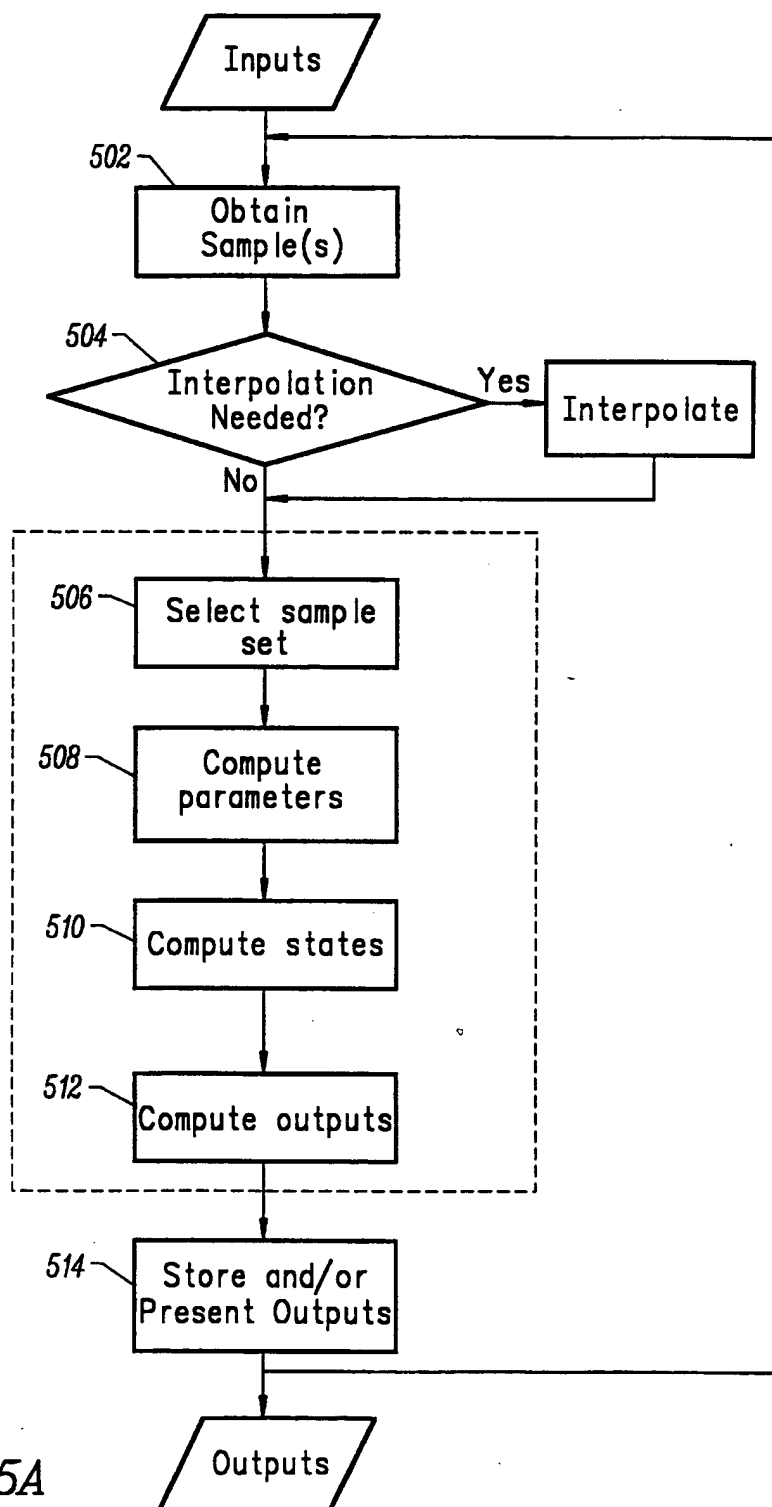 Inputs
502
Obtain
Sample(s)
504
Interpolation
Needed?
Yes
Interpolate
No
506
Select sample
set
508
Compute
parameters
510
Compute states
512
Compute outputs
514
Store and/or
Present Outputs
Outputs
5A